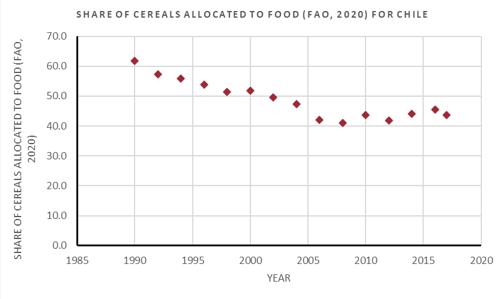 SHARE OF CEREALS ALLOCATED TO FOOD (FAO, 2020) FOR CHILE
SHARE OF CEREALS ALLOCATED TO FOOD (FAO,
2020)
70.0
60.0
50.0
40.0
30.0
20.0
10.0
0.0
1985 1990 1995 2000 2005 2010 2015 2020
YEAR